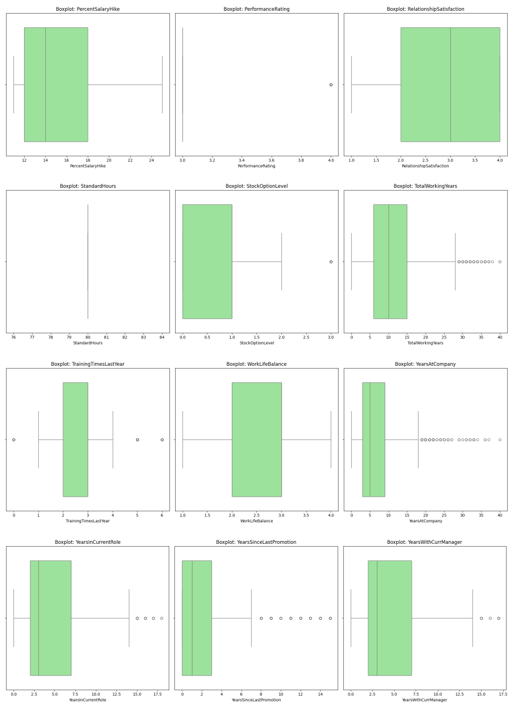 Boxplot: PercentSalaryHike
Boxplot: PerformanceRating
Boxplot: RelationshipSatisfaction
12 14 16 18 20 22 24
3.0 3.2 3.4 3.6 3.8 4.0
1.0 1.5 2.0 2.5 3.0 3.5 4.0
PercentSalaryHike
PerformanceRating
RelationshipSatisfaction
Boxplot: StandardHours
Boxplot: StockOptionLevel
Boxplot: TotalWorkingYears
76 77 78 79 80 81 82 83 84
0.0 0.5 1.0 1.5 2.0 2.5 3.0
0 5 10 15 20 25 30 35 40
StandardHours
StockOptionLevel
TotalWorkingYears
Boxplot: TrainingTimesLastYear
Boxplot: WorkLifeBalance
Boxplot: YearsAtCompany
0 1 2 3 4 5 6
1.0 1.5 2.0 2.5 3.0 3.5 4.0
0 5 10 15 20 25 30 35 40
TrainingTimesLastYear
WorkLifeBalance
YearsAtCompany
Boxplot: YearsInCurrentRole
Boxplot: YearsSinceLastPromotion
Boxplot: YearsWithCurrManager
0.0 2.5 5.0 7.5 10.0 12.5 15.0 17.5
0 2 4 6 8 10 12 14
0.0 2.5 5.0 7.5 10.0 12.5 15.0 17.5
YearsInCurrentRole
YearsSinceLastPromotion
YearsWithCurrManager